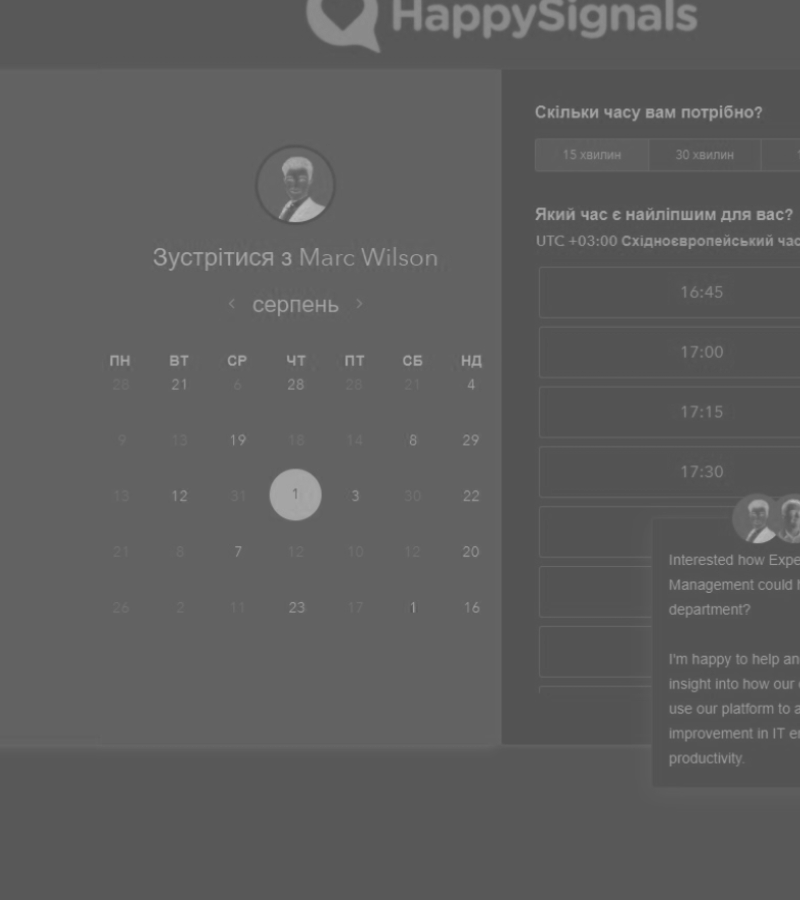 HappySignals
Зустрітися з Marc Wilson
‹ серпень ›
ПН ВТ СР ЧТ ПТ СБ НД
26 21 6 28 28 21 4
9 13 19 18 14 8 29
13 12 31 1 3 30 22
21 8 7 12 10 12 20
26 2 11 23 17 1 16
Скільки часу вам потрібно?
15 хвилин 30 хвилин
Який час є найліпшим для вас?
UTC +03:00 Східноєвропейський час
16:45
17:00
17:15
17:30
Interested how Expe
Management could h
department?
I'm happy to help an
insight into how our
use our platform to a
improvement in IT e
productivity.